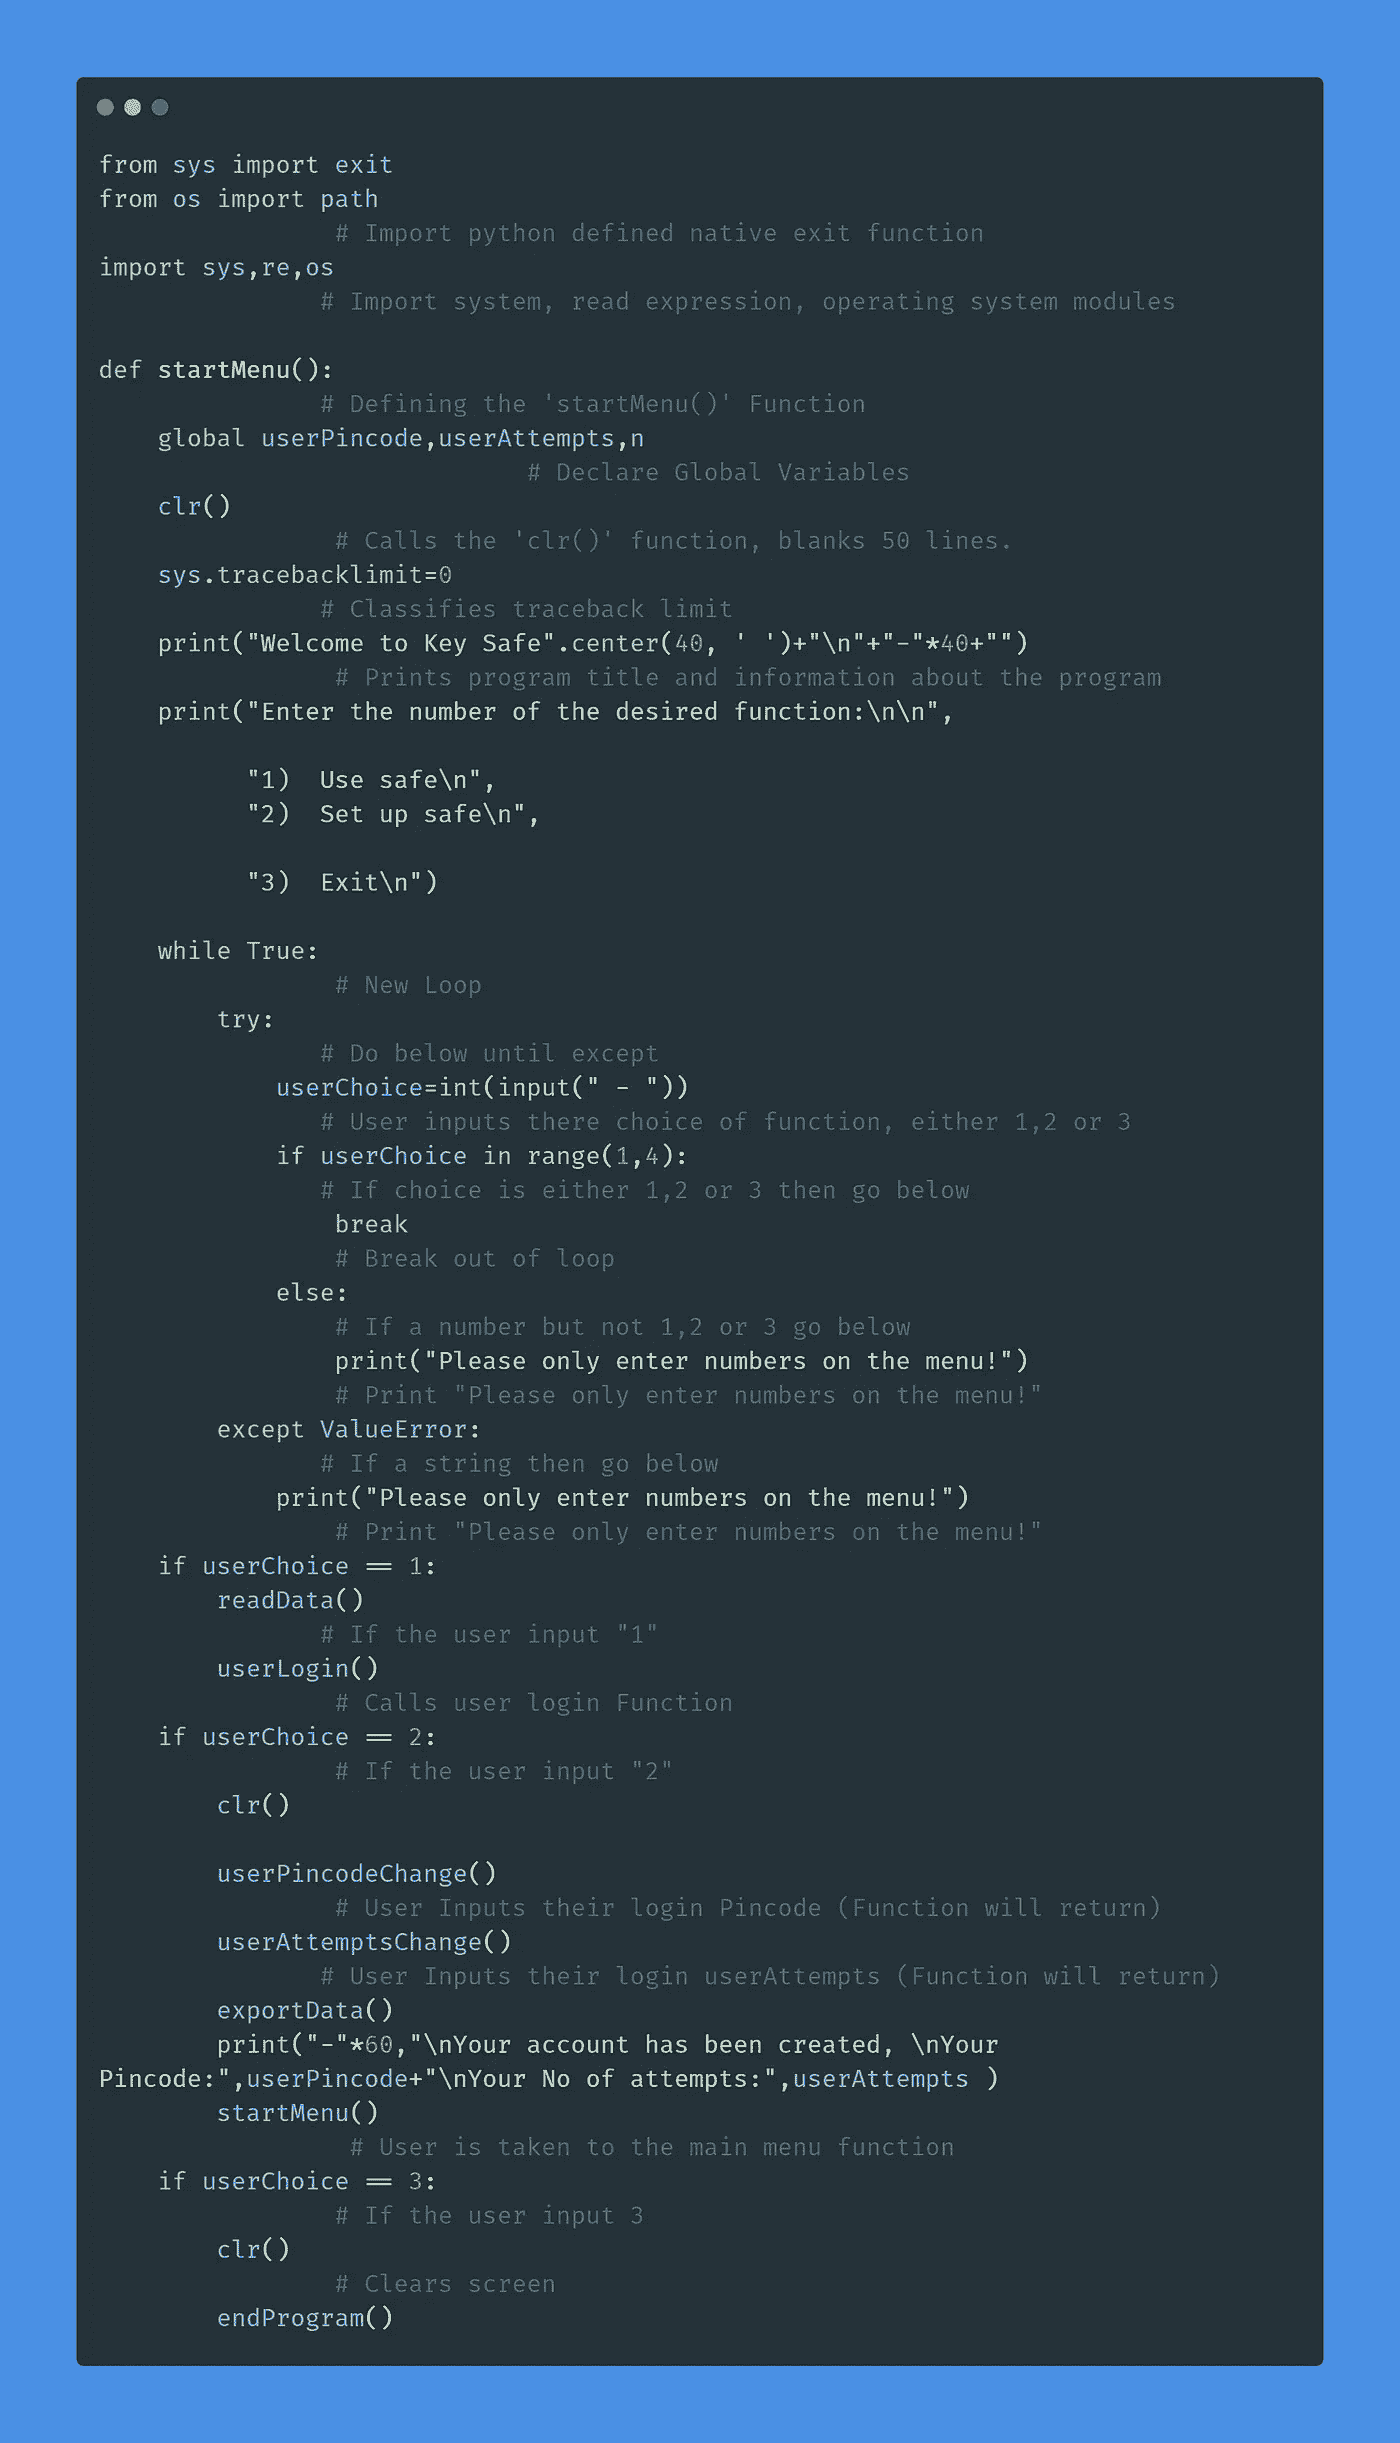 from sys import exit
from os import path
                # Import python defined native exit function
import sys,re,os
               # Import system, read expression, operating system modules

def startMenu():
               # Defining the 'startMenu()' Function
    global userPincode,userAttempts,n
                             # Declare Global Variables
    clr()
                # Calls the 'clr()' function, blanks 50 lines.
    sys.tracebacklimit=0
               # Classifies traceback limit
    print("Welcome to Key Safe".center(40, ' ')+"\n"+"-"*40+"")
                # Prints program title and information about the program
    print("Enter the number of the desired function:\n\n",

          "1)  Use safe\n",
          "2)  Set up safe\n",

          "3)  Exit\n")

    while True:
                # New Loop
        try:
               # Do below until except
            userChoice=int(input(" - "))
               # User inputs there choice of function, either 1,2 or 3
            if userChoice in range(1,4):
               # If choice is either 1,2 or 3 then go below
                break
                # Break out of loop
            else:
                # If a number but not 1,2 or 3 go below
                print("Please only enter numbers on the menu!")
                # Print "Please only enter numbers on the menu!"
        except ValueError:
               # If a string then go below
            print("Please only enter numbers on the menu!")
                # Print "Please only enter numbers on the menu!"
    if userChoice == 1:
        readData()
               # If the user input "1"
        userLogin()
                # Calls user login Function
    if userChoice == 2:
                # If the user input "2"
        clr()

        userPincodeChange()
                # User Inputs their login Pincode (Function will return)
        userAttemptsChange()
               # User Inputs their login userAttempts (Function will return)
        exportData()
        print("-"*60,"\nYour account has been created, \nYour
Pincode:",userPincode+"\nYour No of attempts:",userAttempts )
        startMenu()
                 # User is taken to the main menu function
    if userChoice == 3:
                # If the user input 3
        clr()
                # Clears screen
        endProgram()